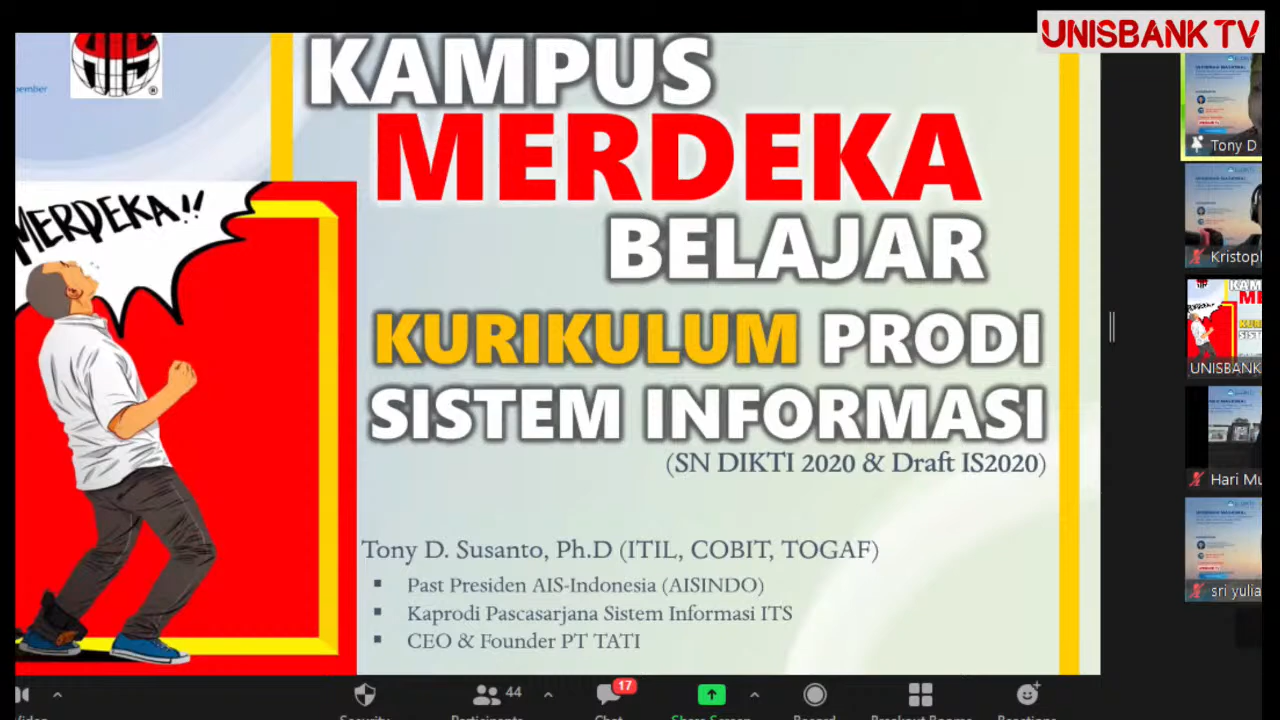 UNISBANK TV
KAMPUS
MERDEKA
BELAJAR
KURIKULUM PRODI
SISTEM INFORMASI
(SN DIKTI 2020 & Draft IS2020)
MERDEKA!!
Tony D. Susanto, Ph.D (ITIL, COBIT, TOGAF)
▪ Past Presiden AIS-Indonesia (AISINDO)
▪ Kaprodi Pascasarjana Sistem Informasi ITS
▪ CEO & Founder PT TATI
Tony D
Kristoph
UNISBANK
Hari Mu
sri yulia
44
17